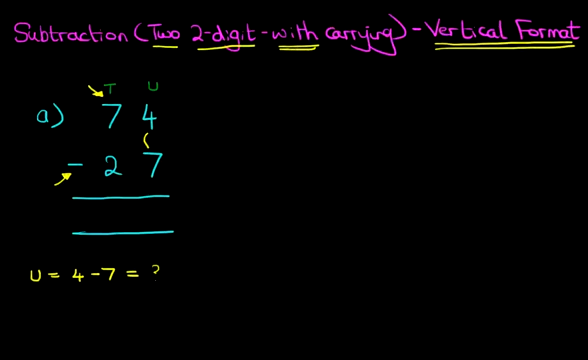 Subtraction (Two 2-digit - with carrying) - Vertical Format
T U
a) 7 4
- 2 7
U = 4 - 7 = ?